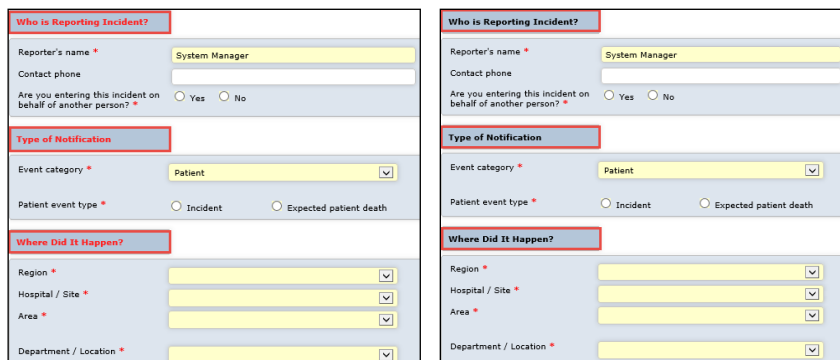 Who is Reporting Incident?
Reporter's name *
System Manager
Contact phone
Are you entering this incident on
behalf of another person? *
Yes No
Type of Notification
Event category *
Patient
Patient event type *
Incident Expected patient death
Where Did It Happen?
Region *
Hospital / Site *
Area *
Department / Location *
Who is Reporting Incident?
Reporter's name *
System Manager
Contact phone
Are you entering this incident on
behalf of another person? *
Yes No
Type of Notification
Event category *
Patient
Patient event type *
Incident Expected patient death
Where Did It Happen?
Region *
Hospital / Site *
Area *
Department / Location *